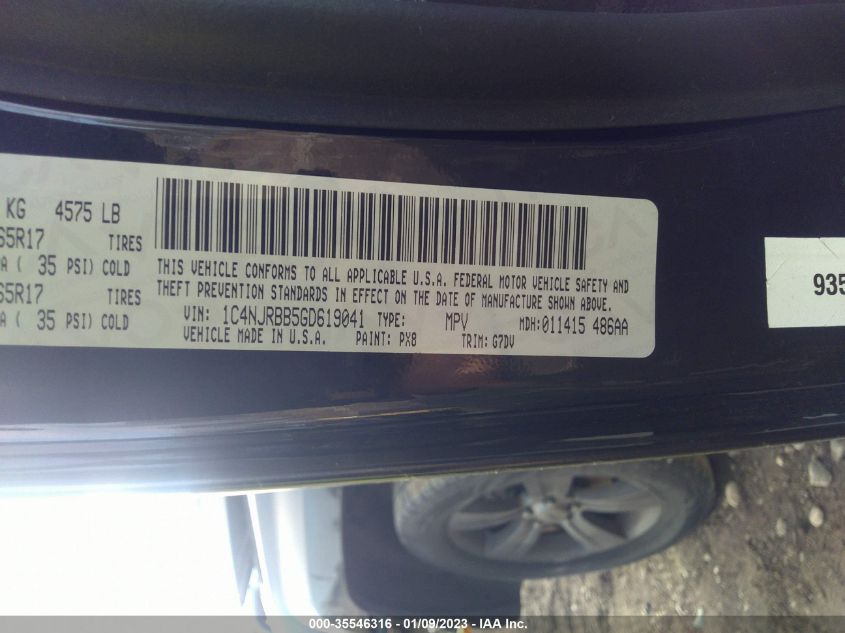 KG 4575 LB
S5R17 TIRES
A ( 35 PSI) COLD
S5R17 TIRES
A ( 35 PSI) COLD
THIS VEHICLE CONFORMS TO ALL APPLICABLE U.S.A. FEDERAL MOTOR VEHICLE SAFETY AND
THEFT PREVENTION STANDARDS IN EFFECT ON THE DATE OF MANUFACTURE SHOWN ABOVE.
VIN: 1C4NJRBB5GD619041 TYPE: MPV MDH:011415 486AA
VEHICLE MADE IN U.S.A. PAINT: PX8 TRIM: G7DV
935
000-35546316 - 01/09/2023 - IAA Inc.